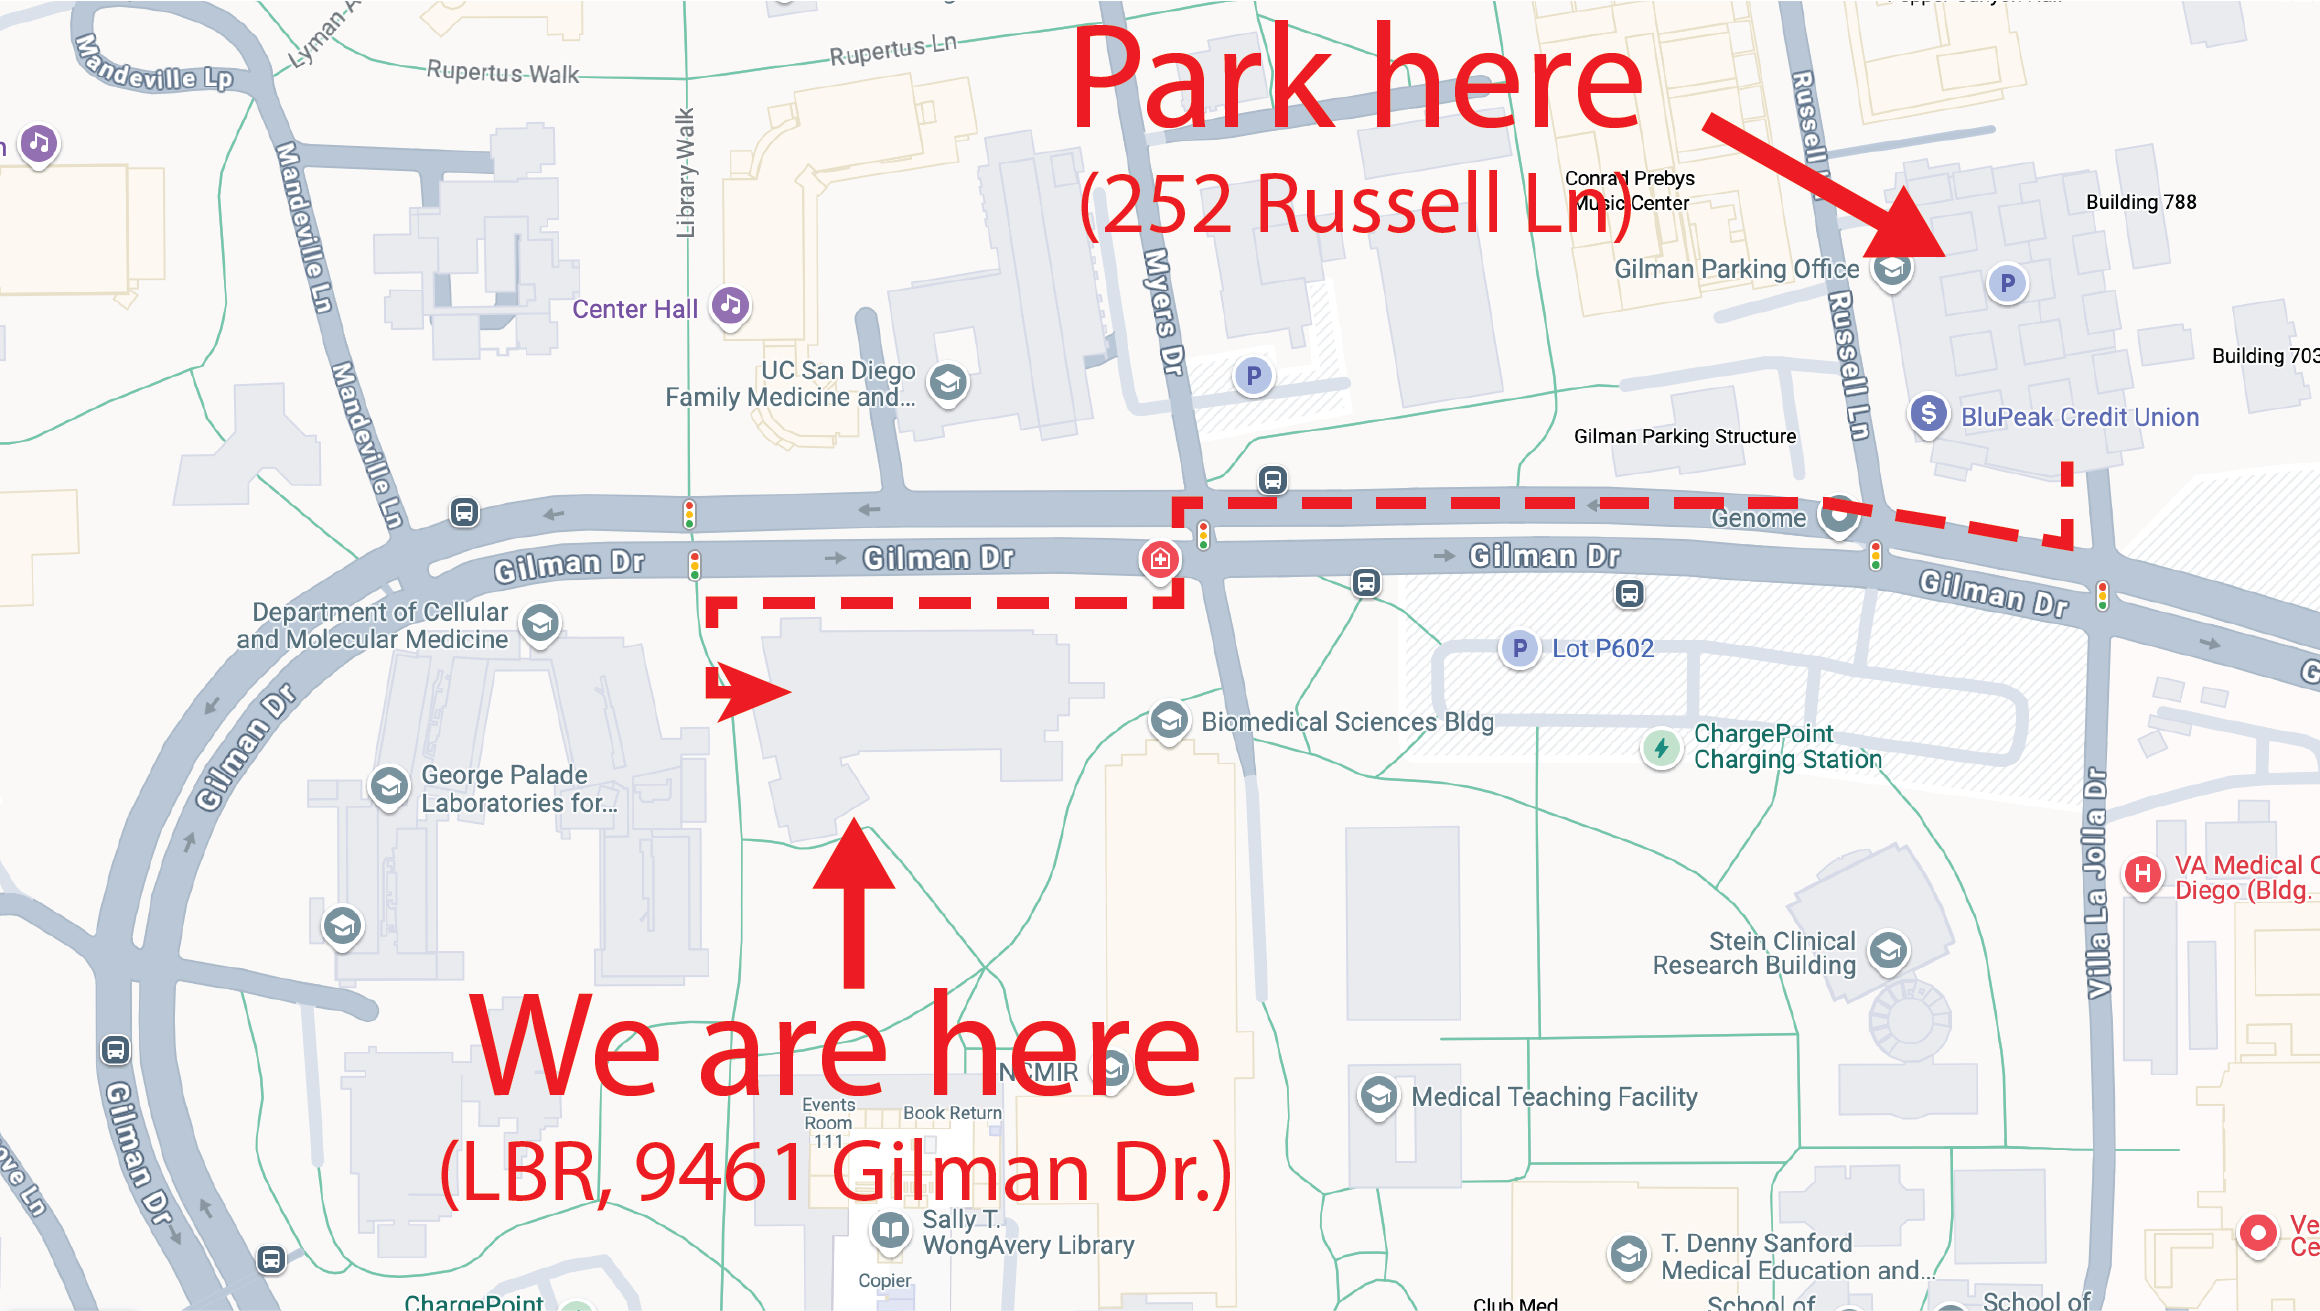 Mandeville Lp
Rupertus Walk
Rupertus Ln
Library Walk
Park here
(252 Russell Ln)
Conrad Prebys
Music Center
Building 788
Mandeville Ln
Center Hall
Myers Dr
Gilman Parking Office
P
Russell Ln
UC San Diego
Family Medicine and...
P
Building 703
Mandeville Ln
$
BluPeak Credit Union
Gilman Parking Structure
Russell Ln
Genome
Gilman Dr
Gilman Dr
Gilman Dr
Gilman Dr
Department of Cellular
and Molecular Medicine
P
Lot P602
Gilman Dr
Biomedical Sciences Bldg
ChargePoint
Charging Station
George Palade
Laboratories for...
Villa La Jolla Dr
H
VA Medical C
Diego (Bldg.
Stein Clinical
Research Building
We are here
NCMIR
Gilman Dr
Events
Room
111
Book Return
Medical Teaching Facility
(LBR, 9461 Gilman Dr.)
Sally T.
WongAvery Library
Copier
T. Denny Sanford
Medical Education and...
Ve
Ce
ChargePoint
Club Med
School of
School of